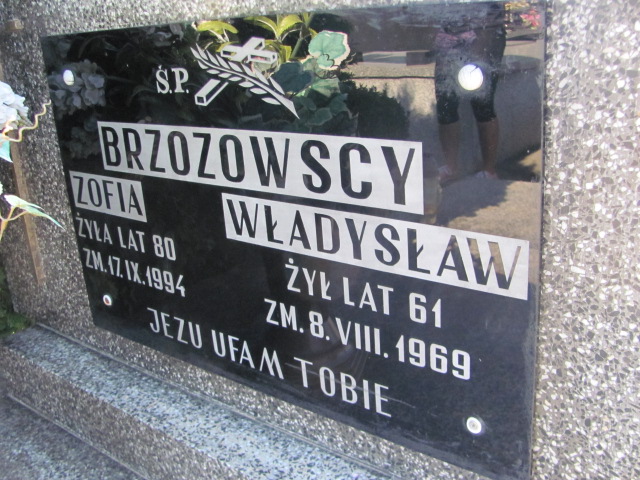 Ś.P.
BRZOZOWSCY
ZOFIA
ŻYŁA LAT 80
ZM. 17. IX. 1994
WŁADYSŁAW
ŻYŁ LAT 61
ZM. 8. VIII. 1969
JEZU UFAM TOBIE